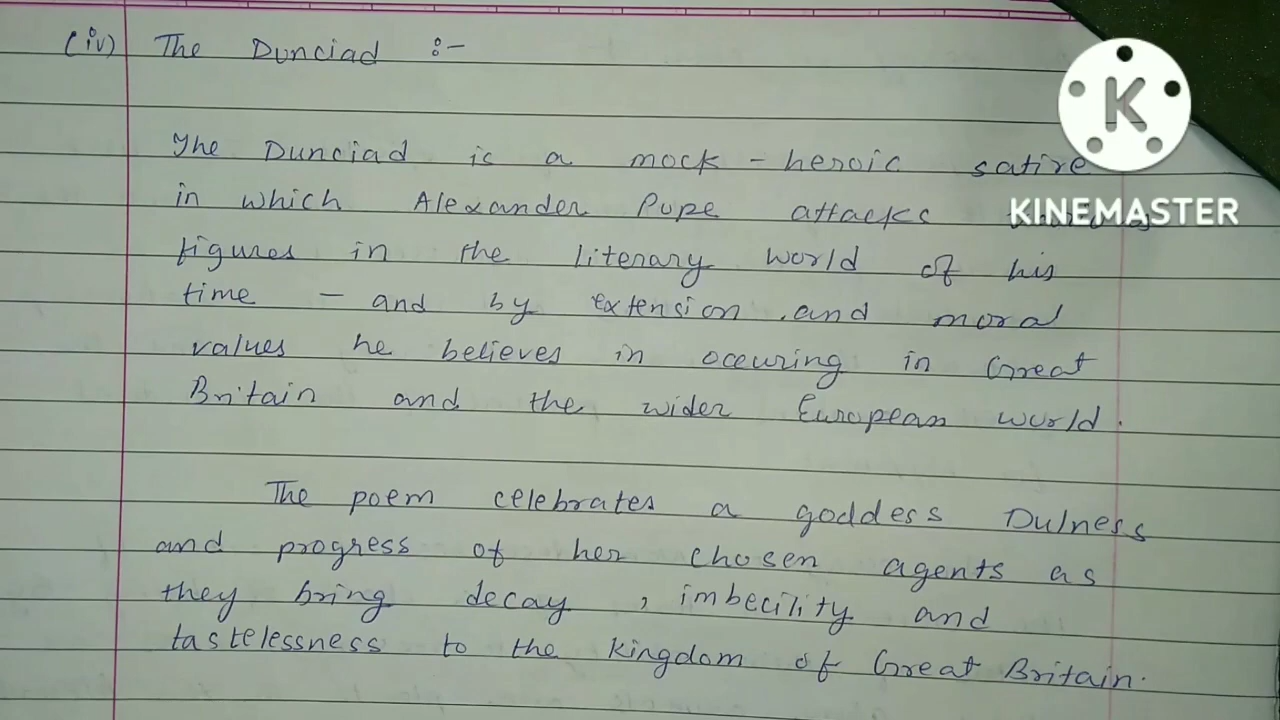 (iv) The Dunciad :-
The Dunciad is a mock - heroic satire
in which Alexander Pope attacks
figures in the literary world of his
time - and by extension , and moral
values he believes in occuring in Great
Britain and the wider European world.
The poem celebrates a goddess Dulness
and progress of her chosen agents as
they bring decay , imbecility and
tastelessness to the kingdom of Great Britain.
K
KINEMASTER